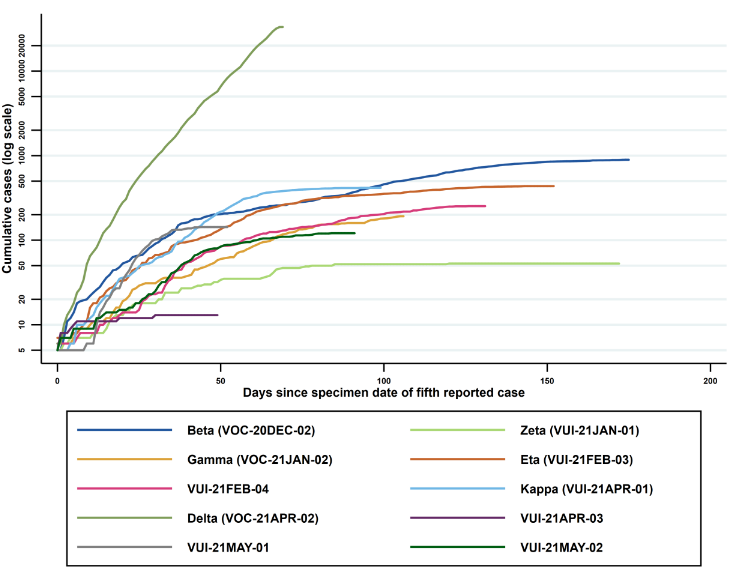 Cumulative cases (log scale)
20000
10000
5000
2000
1000
500
200
100
50
20
10
5
0 50 100 150 200
Days since specimen date of fifth reported case
Beta (VOC-20DEC-02) Zeta (VUI-21JAN-01)
Gamma (VOC-21JAN-02) Eta (VUI-21FEB-03)
VUI-21FEB-04 Kappa (VUI-21APR-01)
Delta (VOC-21APR-02) VUI-21APR-03
VUI-21MAY-01 VUI-21MAY-02